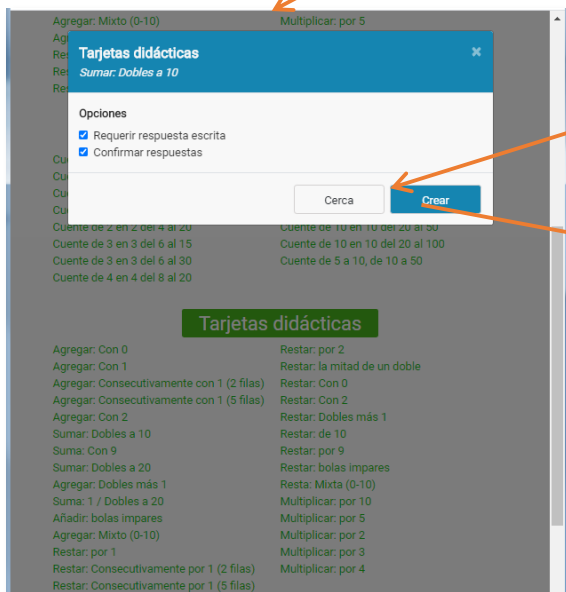 Agregar: Mixto (0-10) Multiplicar: por 5
Tarjetas didácticas ×
Sumar: Dobles a 10
Opciones
Requerir respuesta escrita
Confirmar respuestas
Cerca Crear
Cuente de 2 en 2 del 4 al 20 Cuente de 10 en 10 del 20 al 50
Cuente de 3 en 3 del 6 al 15 Cuente de 10 en 10 del 20 al 100
Cuente de 3 en 3 del 6 al 30 Cuente de 5 a 10, de 10 a 50
Cuente de 4 en 4 del 8 al 20
Tarjetas didácticas
Agregar: Con 0
Agregar: Con 1
Agregar: Consecutivamente con 1 (2 filas)
Agregar: Consecutivamente con 1 (5 filas)
Agregar: Con 2
Sumar: Dobles a 10
Suma: Con 9
Sumar: Dobles a 20
Agregar: Dobles más 1
Suma: 1 / Dobles a 20
Añadir: bolas impares
Agregar: Mixto (0-10)
Restar: por 1
Restar: Consecutivamente por 1 (2 filas)
Restar: Consecutivamente por 1 (5 filas)
Restar: por 2
Restar: la mitad de un doble
Restar: Con 0
Restar: Con 2
Restar: Dobles más 1
Restar: de 10
Restar: por 9
Restar: bolas impares
Resta: Mixta (0-10)
Multiplicar: por 10
Multiplicar: por 5
Multiplicar: por 2
Multiplicar: por 3
Multiplicar: por 4